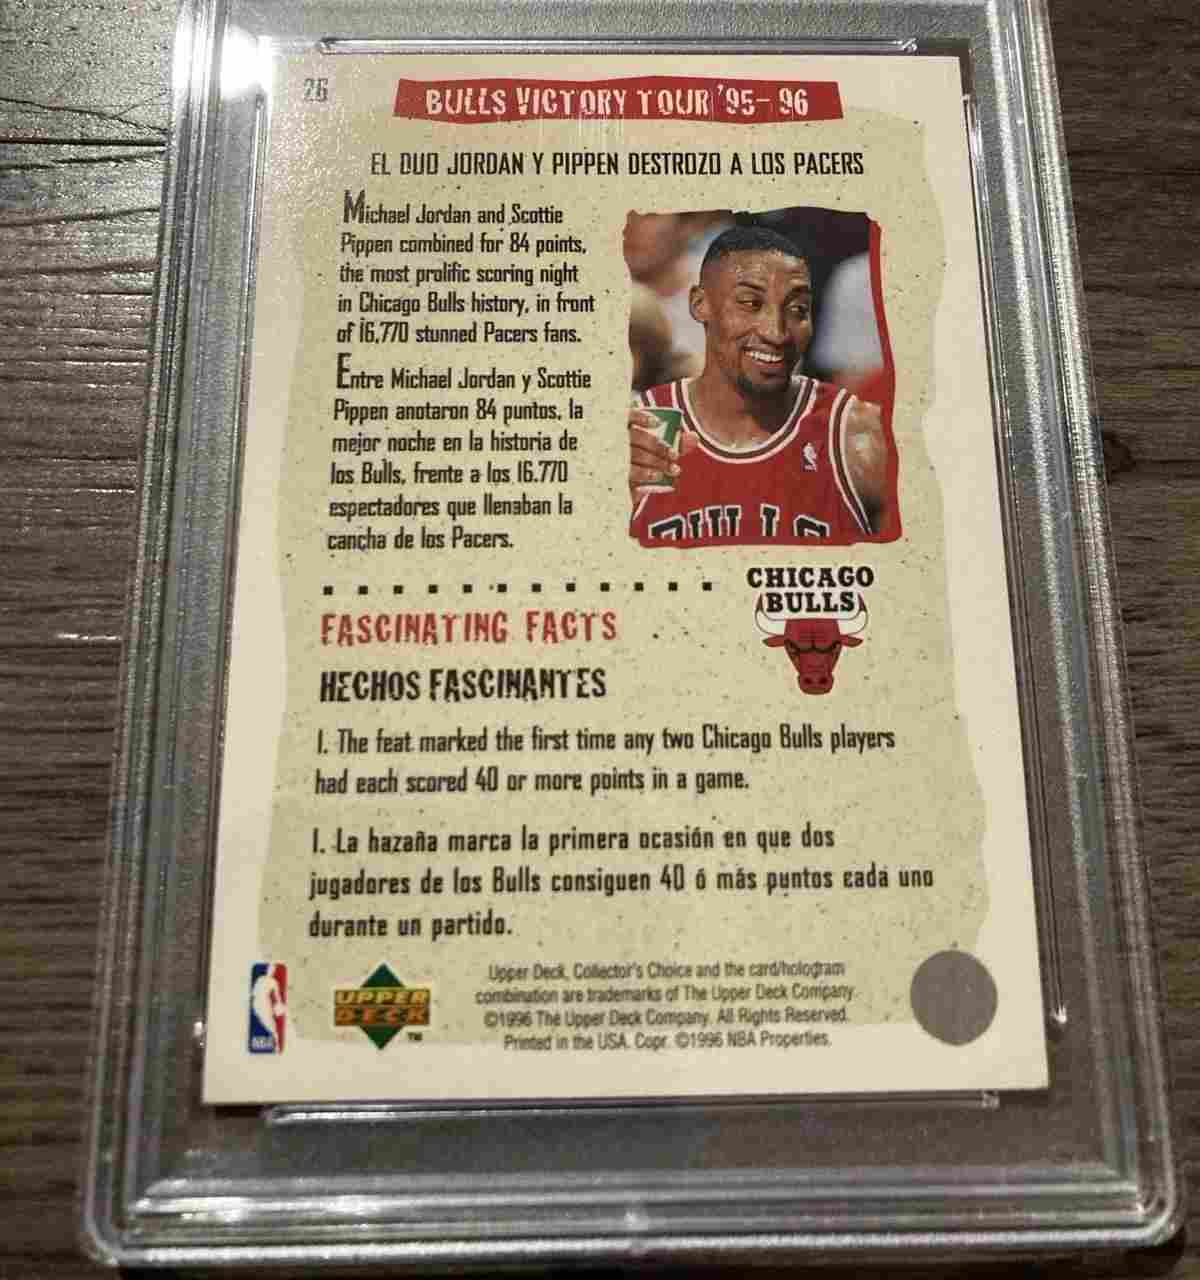 26
BULLS VICTORY TOUR '95-96
EL DUO JORDAN Y PIPPEN DESTROZO A LOS PACERS
Michael Jordan and Scottie
Pippen combined for 84 points,
the most prolific scoring night
in Chicago Bulls history, in front
of 16,770 stunned Pacers fans.
Entre Michael Jordan y Scottie
Pippen anotaron 84 puntos, la
mejor noche en la historia de
los Bulls, frente a los 16.770
espectadores que llenaban la
cancha de los Pacers.
BULLS
CHICAGO
BULLS
FASCINATING FACTS
HECHOS FASCINANTES
1. The feat marked the first time any two Chicago Bulls players
had each scored 40 or more points in a game.
1. La hazaña marca la primera ocasión en que dos
jugadores de los Bulls consiguen 40 ó más puntos cada uno
durante un partido.
NBA
UPPER
DECK
™
Upper Deck, Collector's Choice and the card/hologram
combination are trademarks of The Upper Deck Company.
©1996 The Upper Deck Company. All Rights Reserved.
Printed in the USA. Copr. ©1996 NBA Properties.